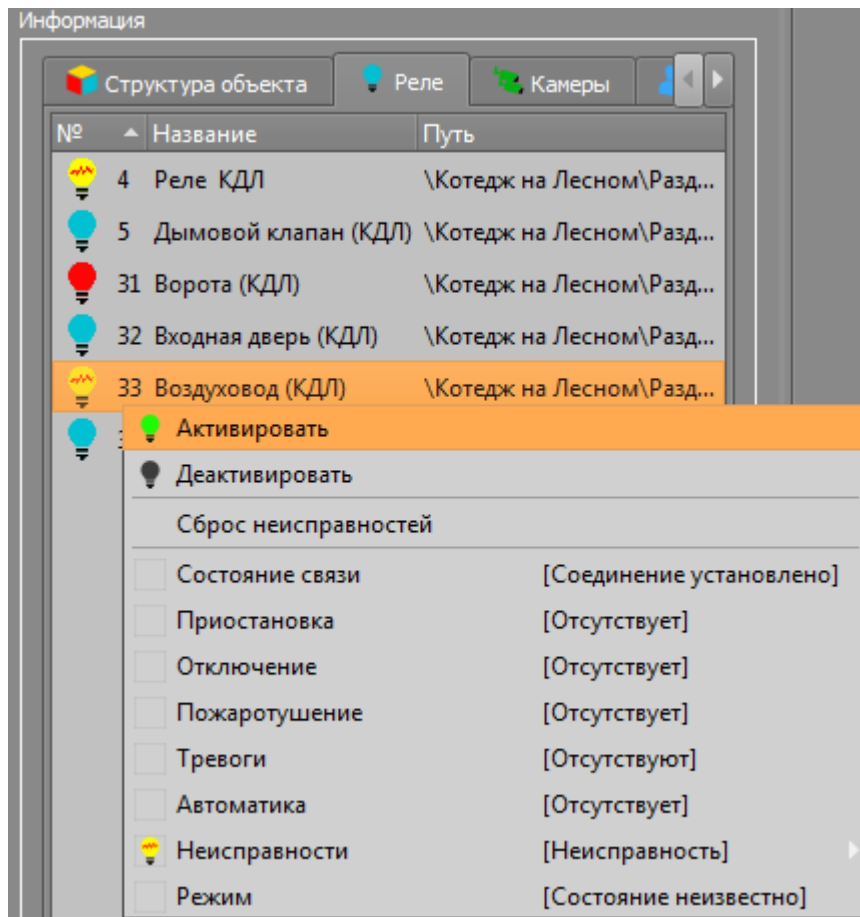 Информация
Структура объекта Реле Камеры
№ Название Путь
4 Реле КДЛ \Котедж на Лесном\Разд...
5 Дымовой клапан (КДЛ) \Котедж на Лесном\Разд...
31 Ворота (КДЛ) \Котедж на Лесном\Разд...
32 Входная дверь (КДЛ) \Котедж на Лесном\Разд...
33 Воздуховод (КДЛ) \Котедж на Лесном\Разд...
Активировать
Деактивировать
Сброс неисправностей
Состояние связи [Соединение установлено]
Приостановка [Отсутствует]
Отключение [Отсутствует]
Пожаротушение [Отсутствует]
Тревоги [Отсутствуют]
Автоматика [Отсутствует]
Неисправности [Неисправность]
Режим [Состояние неизвестно]